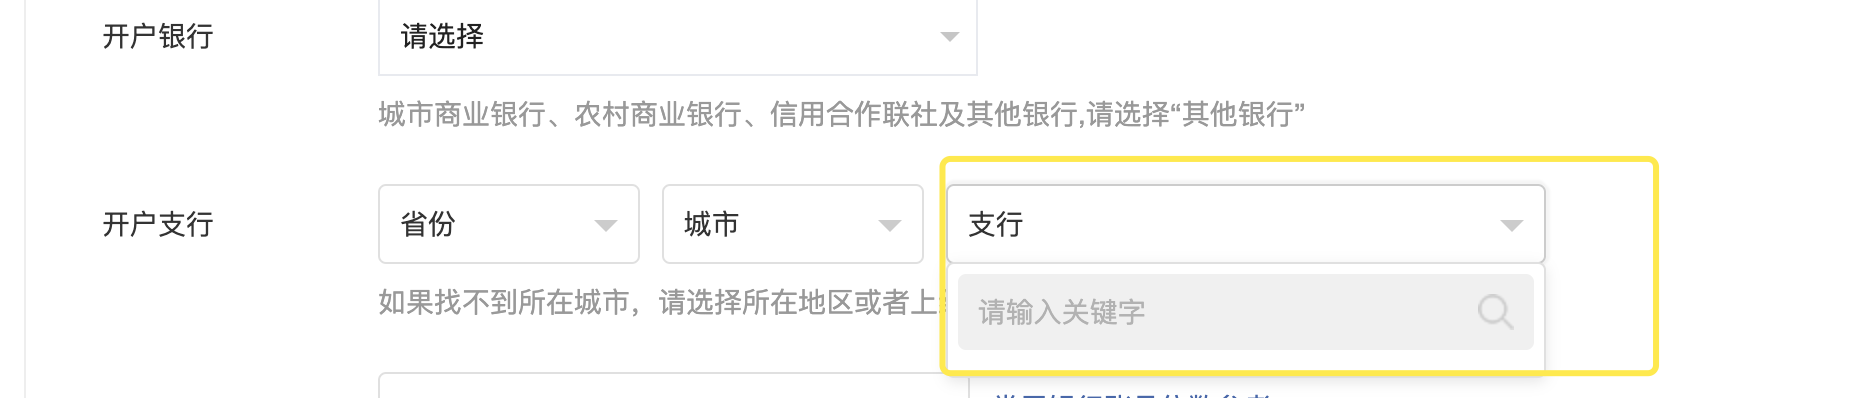 开户银行
请选择
城市商业银行、农村商业银行、信用合作联社及其他银行,请选择“其他银行”
开户支行
省份
城市
支行
如果找不到所在城市，请选择所在地区或者上
请输入关键字